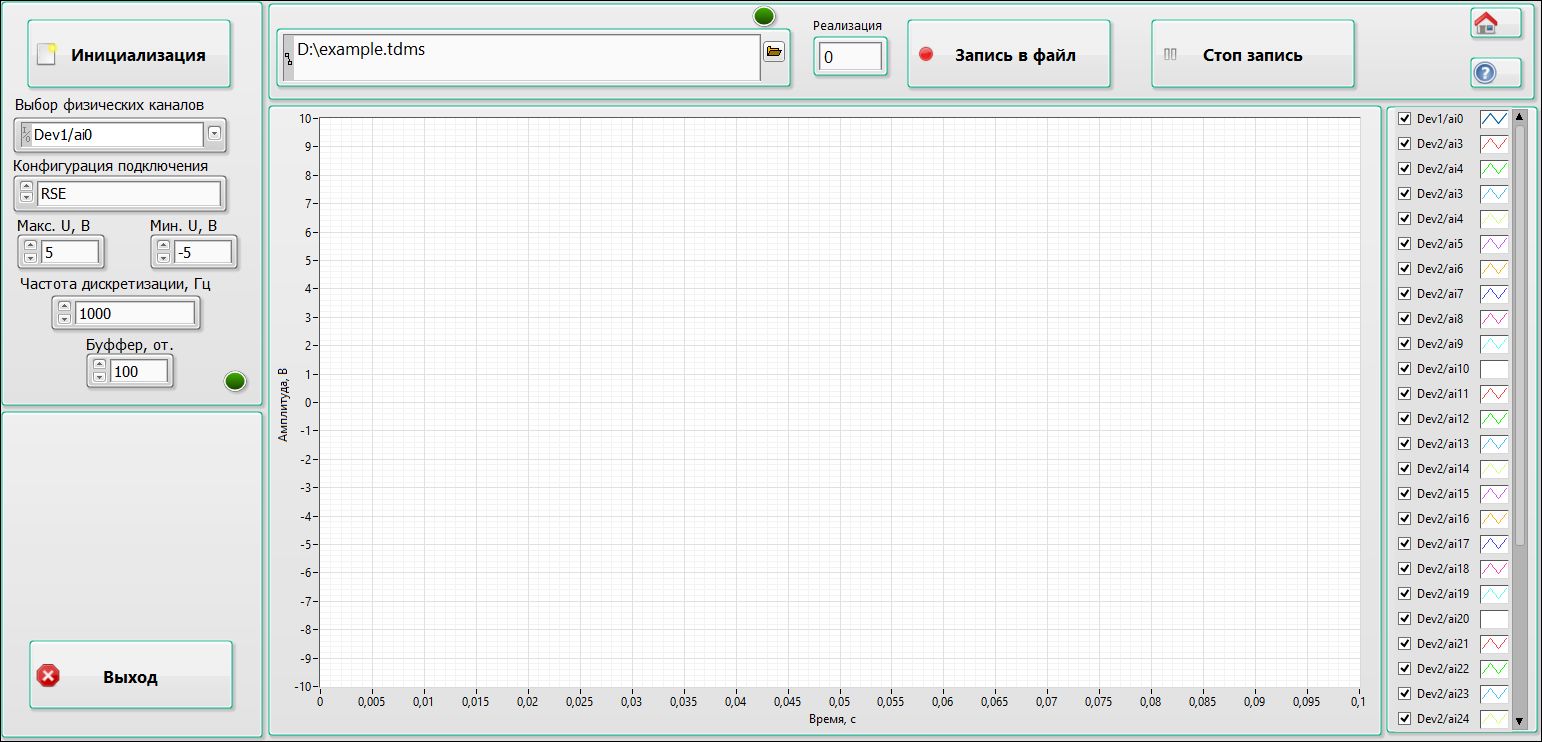 Инициализация
Выбор физических каналов
Dev1/ai0
Конфигурация подключения
RSE
Макс. U, В
Мин. U, В
5
-5
Частота дискретизации, Гц
1000
Буффер, от.
100
Выход
D:\example.tdms
Реализация
0
Запись в файл
Стоп запись
?
Амплитуда, В
10
9
8
7
6
5
4
3
2
1
0
-1
-2
-3
-4
-5
-6
-7
-8
-9
-10
0 0,005 0,01 0,015 0,02 0,025 0,03 0,035 0,04 0,045 0,05 0,055 0,06 0,065 0,07 0,075 0,08 0,085 0,09 0,095 0,1
Время, с
Dev1/ai0
Dev2/ai3
Dev2/ai4
Dev2/ai3
Dev2/ai4
Dev2/ai5
Dev2/ai6
Dev2/ai7
Dev2/ai8
Dev2/ai9
Dev2/ai10
Dev2/ai11
Dev2/ai12
Dev2/ai13
Dev2/ai14
Dev2/ai15
Dev2/ai16
Dev2/ai17
Dev2/ai18
Dev2/ai19
Dev2/ai20
Dev2/ai21
Dev2/ai22
Dev2/ai23
Dev2/ai24